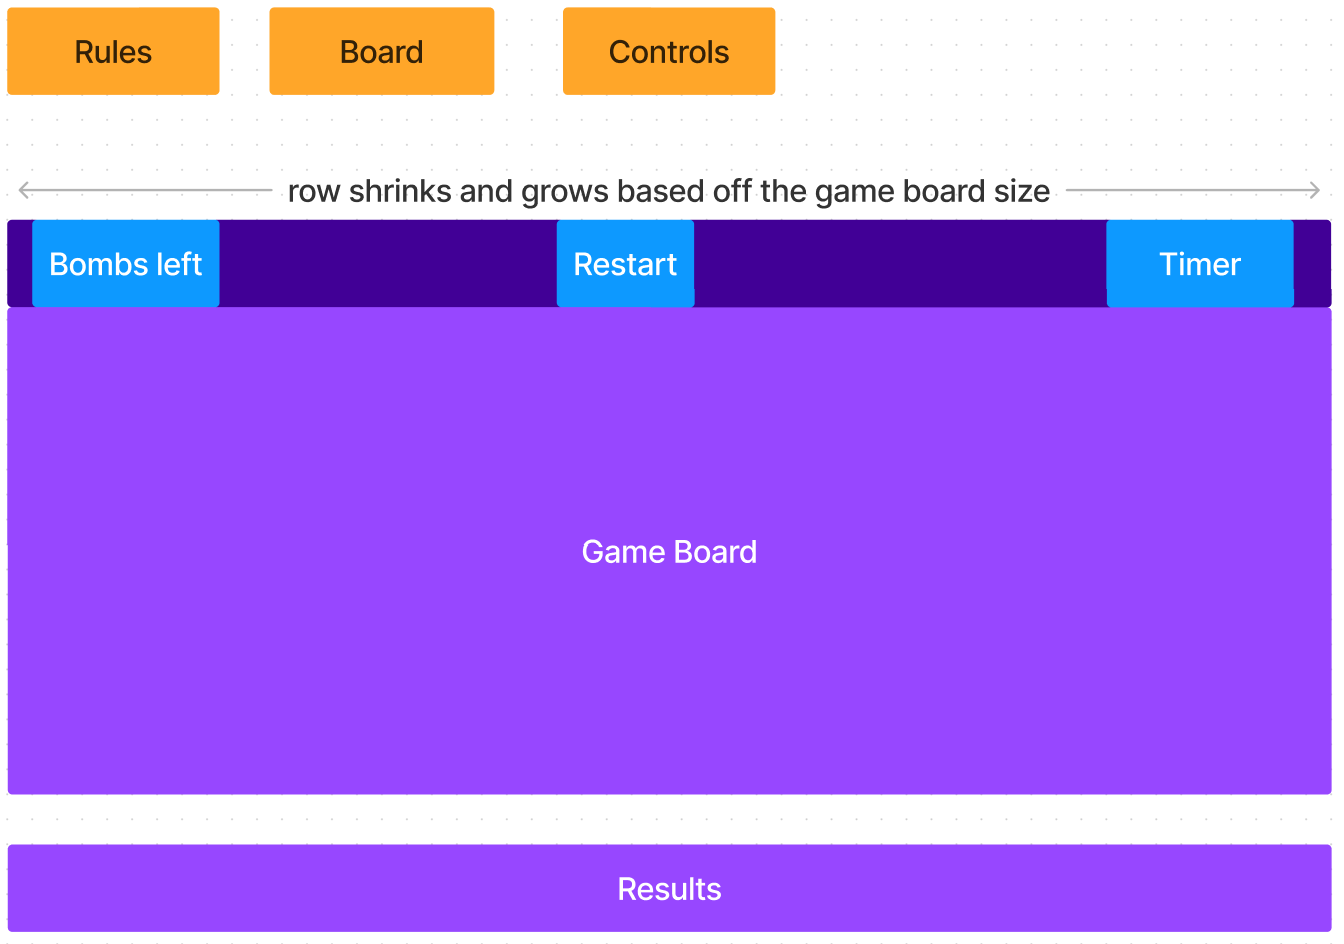 Rules
Board
Controls
row shrinks and grows based off the game board size
Bombs left
Restart
Timer
Game Board
Results